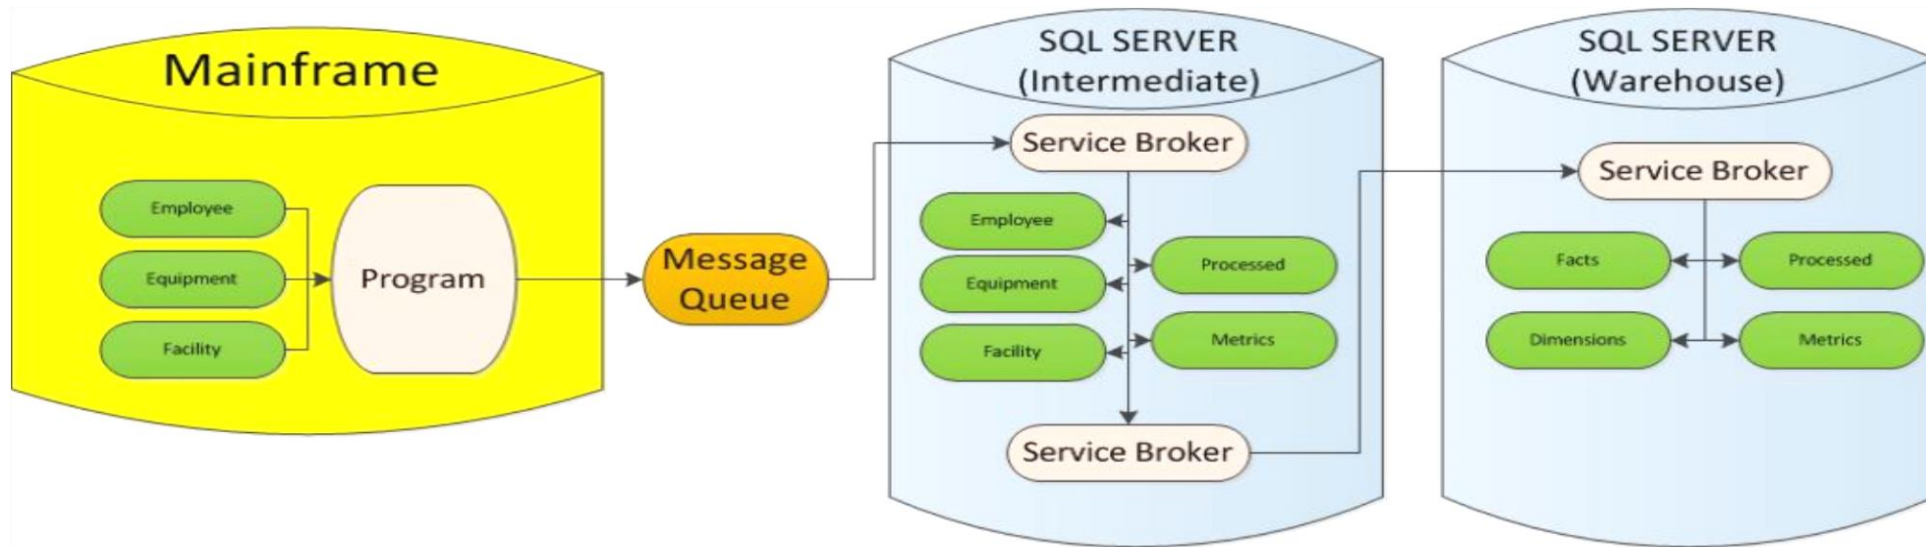 Mainframe
Employee
Equipment
Facility
Program
Message
Queue
SQL SERVER
(Intermediate)
Service Broker
Employee
Equipment
Facility
Processed
Metrics
Service Broker
SQL SERVER
(Warehouse)
Service Broker
Facts
Processed
Dimensions
Metrics